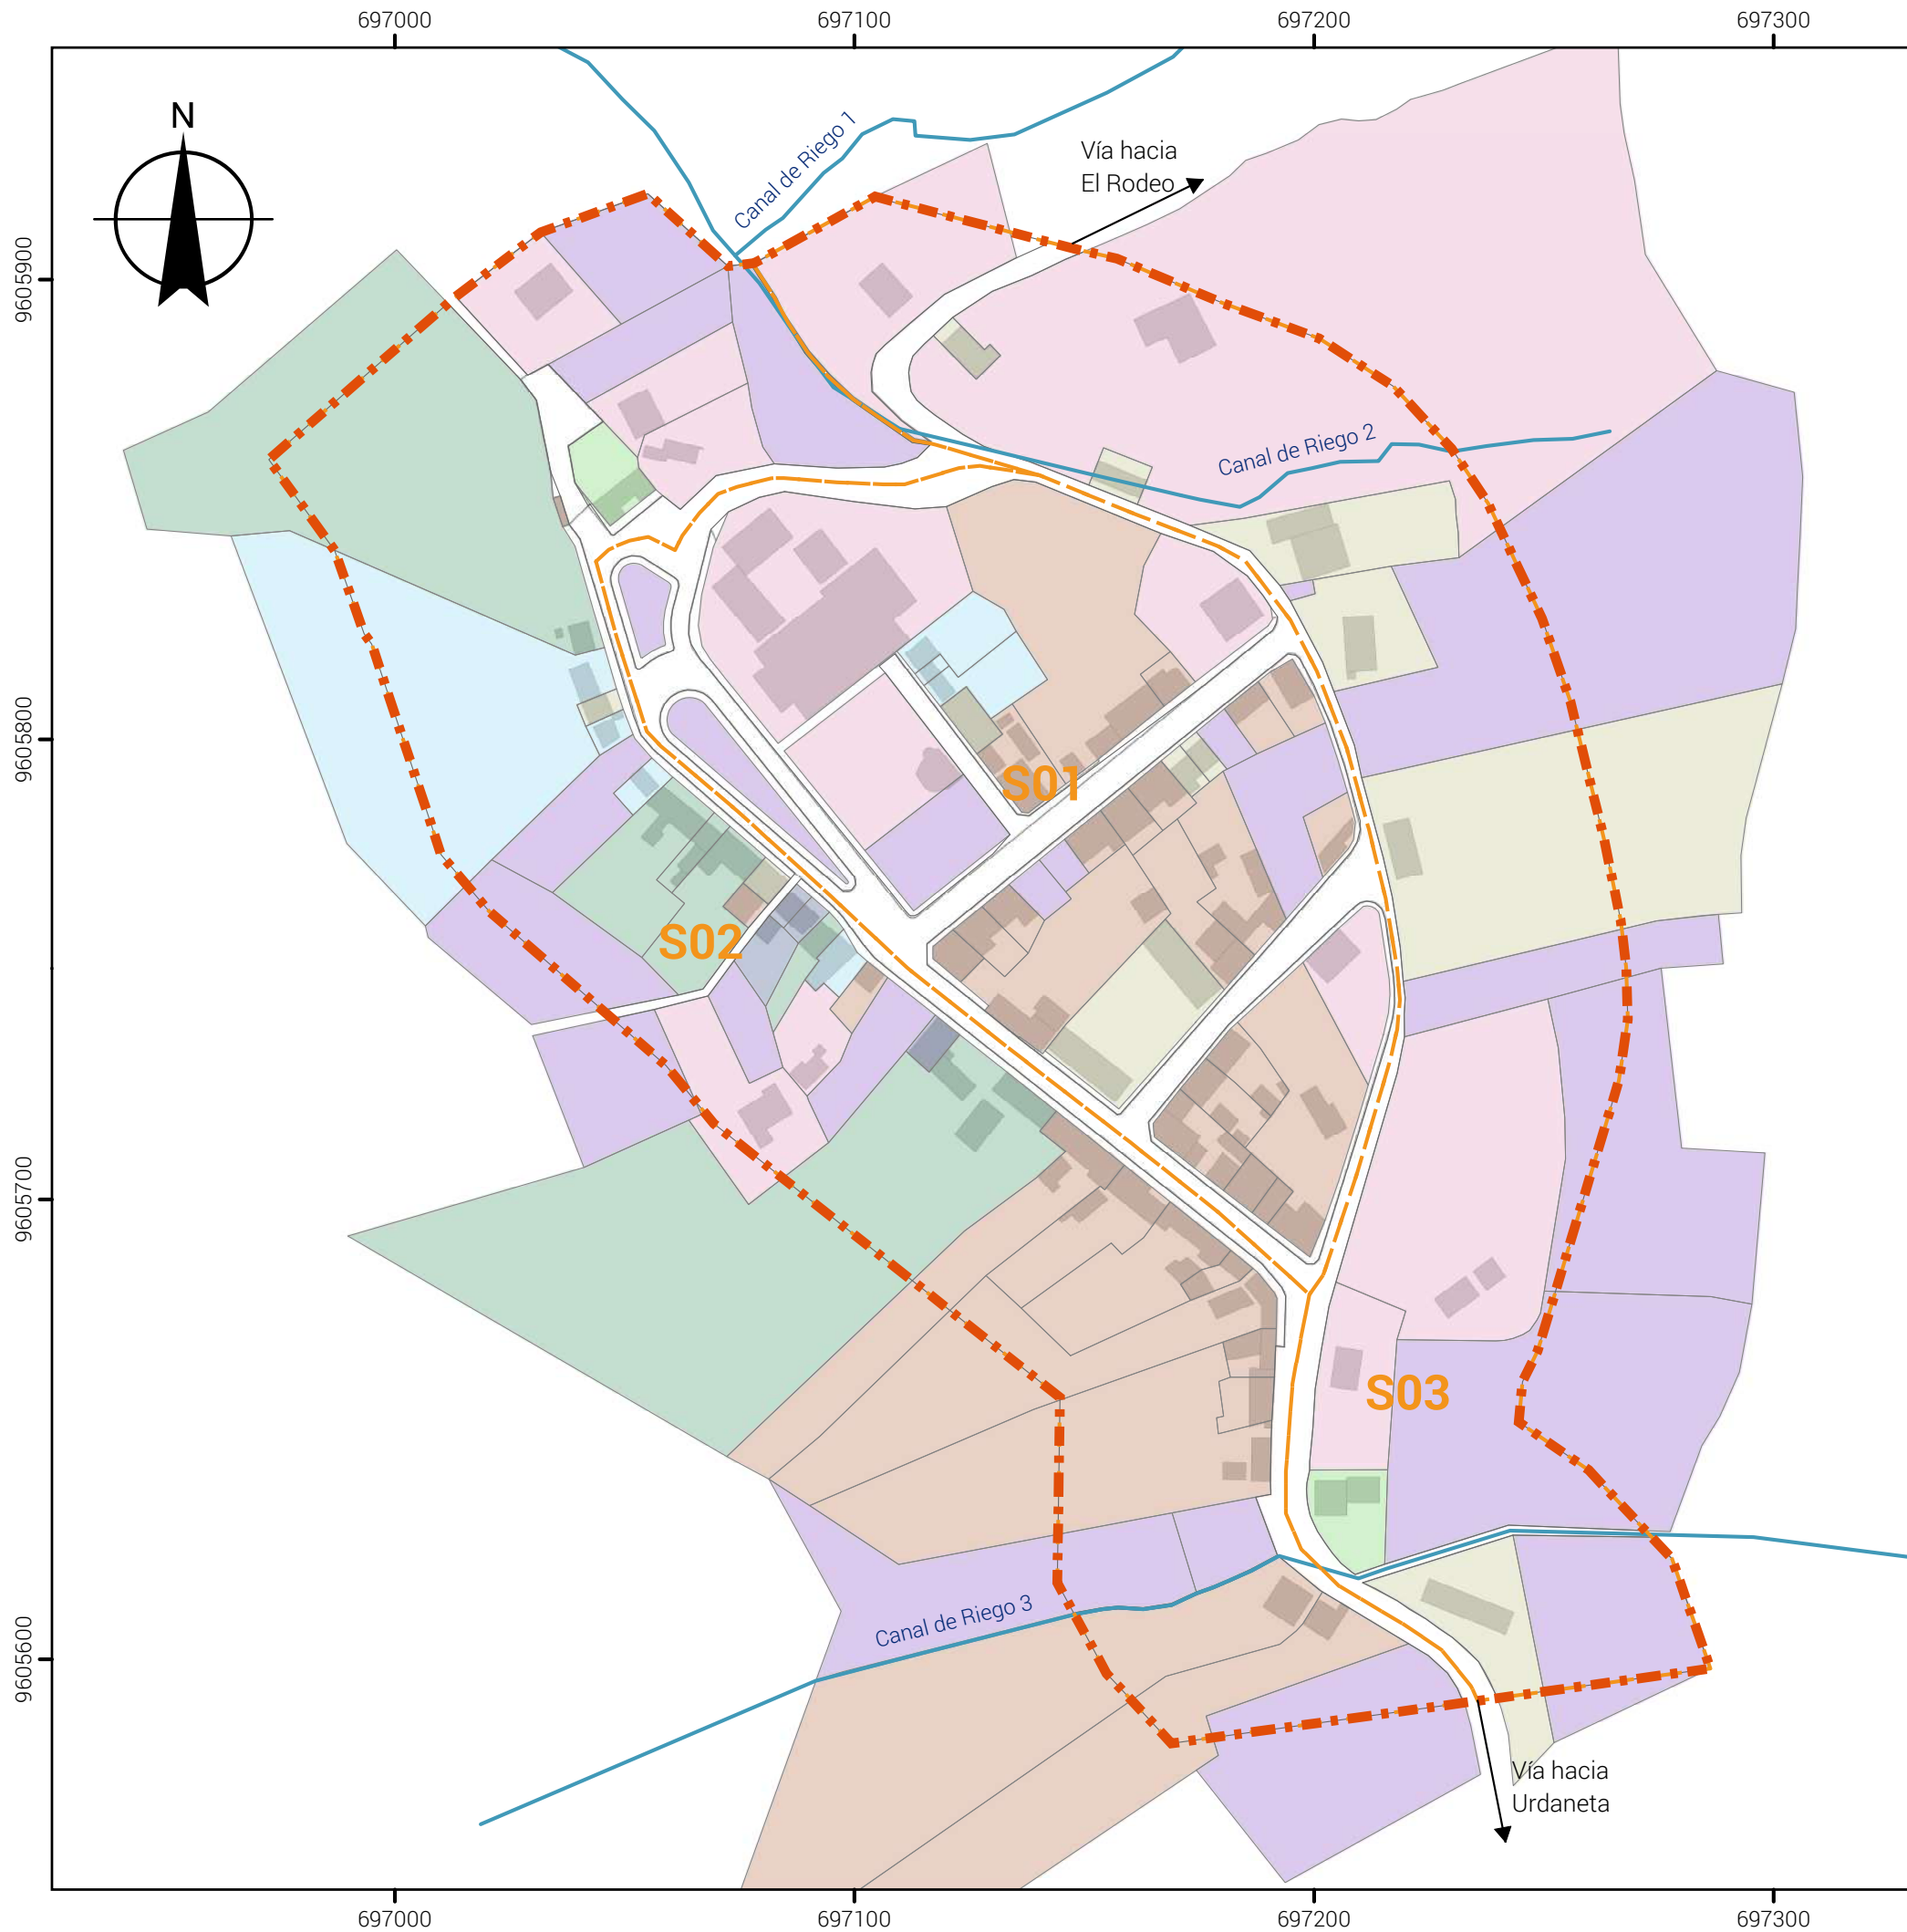 697000
697100
697200
697300
N
Canal de Riego 1
Vía hacia
El Rodeo
9605900
Canal de Riego 2
9605800
S01
S02
9605700
S03
Canal de Riego 3
9605600
Vía hacia
Urdaneta
697000
697100
697200
697300